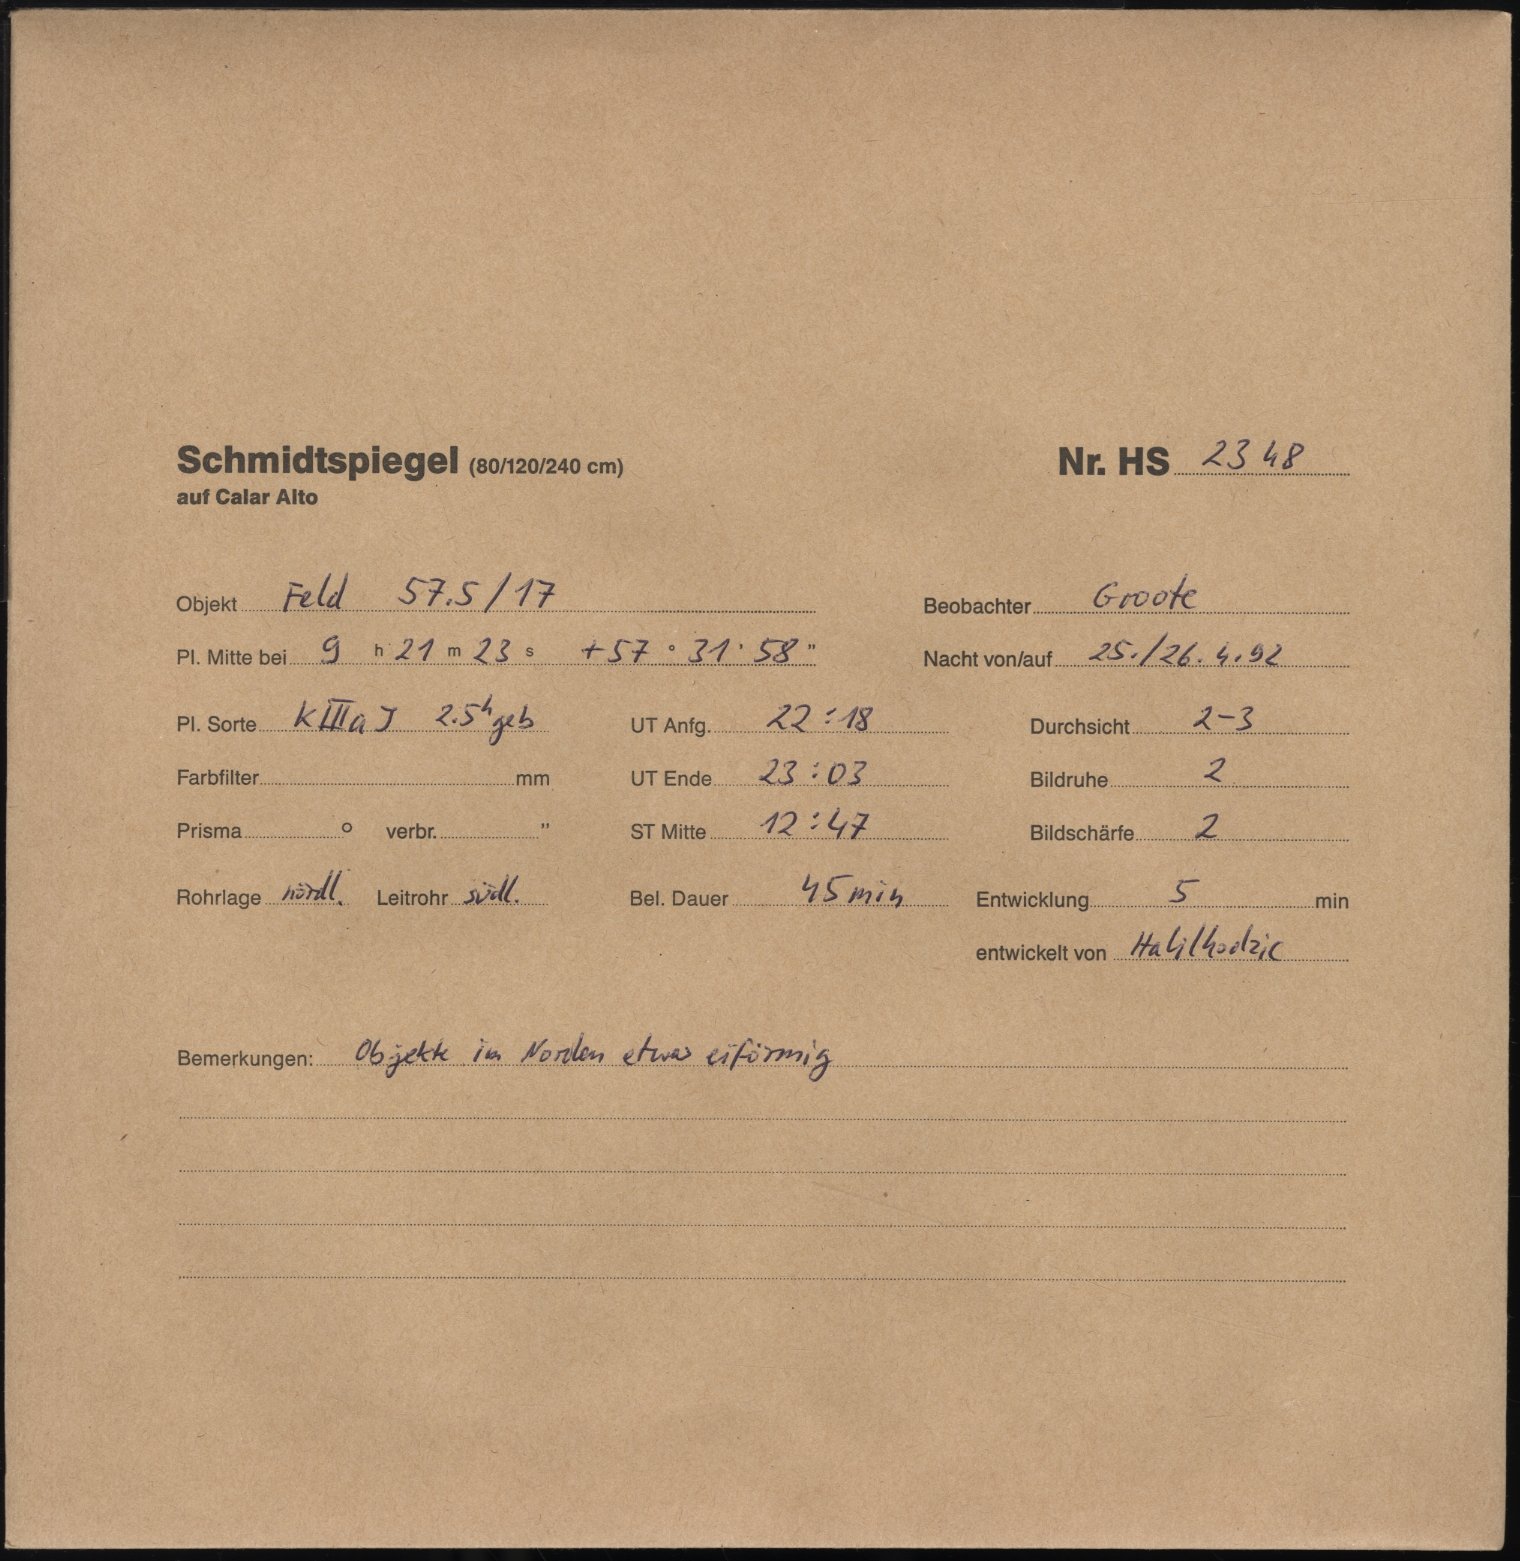 Schmidtspiegel (80/120/240 cm) Nr. HS 2348
auf Calar Alto
Objekt Feld 57.5/17 Beobachter Groote
Pl. Mitte bei 9 h 21 m 23 s +57 ° 31 ' 58 " Nacht von/auf 25./26.4.92
Pl. Sorte KIIIaJ 2.5h geb UT Anfg. 22:18 Durchsicht 2-3
Farbfilter mm UT Ende 23:03 Bildruhe 2
Prisma ° verbr. " ST Mitte 12:47 Bildschärfe 2
Rohrlage nördl. Leitrohr südl. Bel. Dauer 45 min Entwicklung 5 min
entwickelt von Halilhodzic
Bemerkungen: Objekte im Norden etwas eiförmig